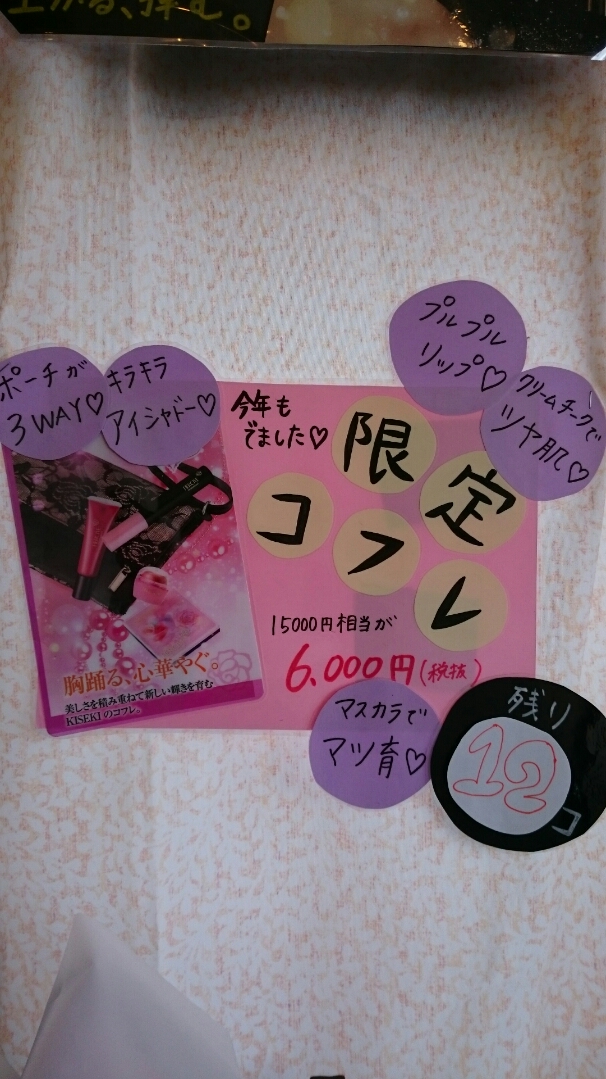 上がる、弾む。
プルプル
リップ♡
クリームチークで
ツヤ肌♡
ポーチが
3WAY♡
キラキラ
アイシャドー♡
今年も
でました♡
限定
コフレ
15000円相当が
6.000円(税抜)
胸踊る、心華やぐ。
美しさを積み重ねて新しい輝きを育む
KISEKIのコフレ。
マスカラで
マツ育♡
残り
12
コ